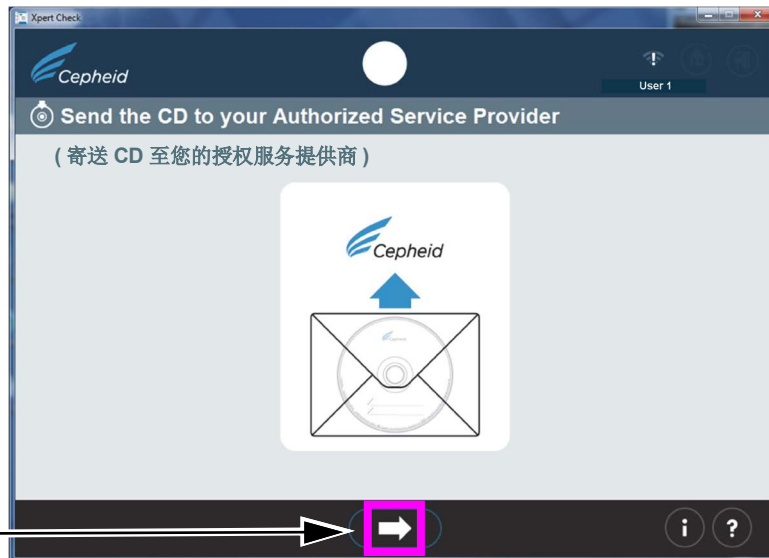 Xpert Check
Cepheid
User 1
Send the CD to your Authorized Service Provider
( 寄送 CD 至您的授权服务提供商 )
Cepheid
Cepheid
i ?